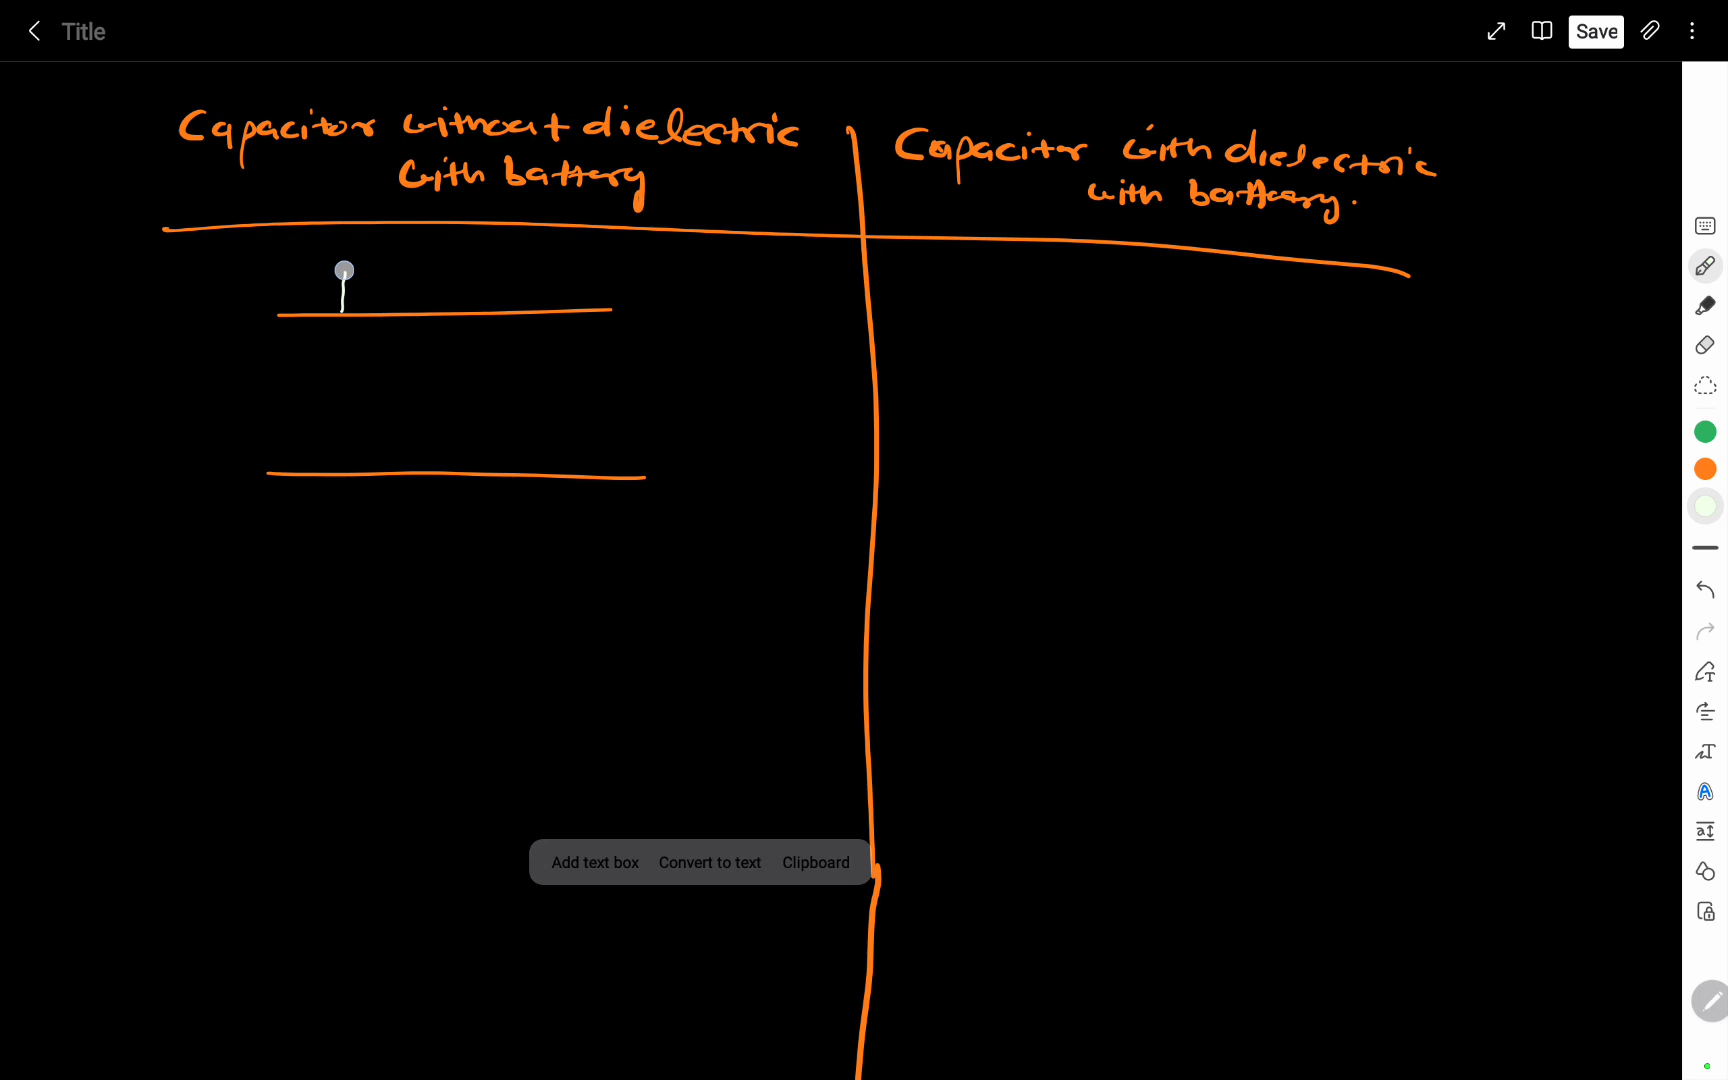 Title
Save
Capacitor without dielectric
with battery
Capacitor with dielectric
with battery.
Add text box Convert to text Clipboard